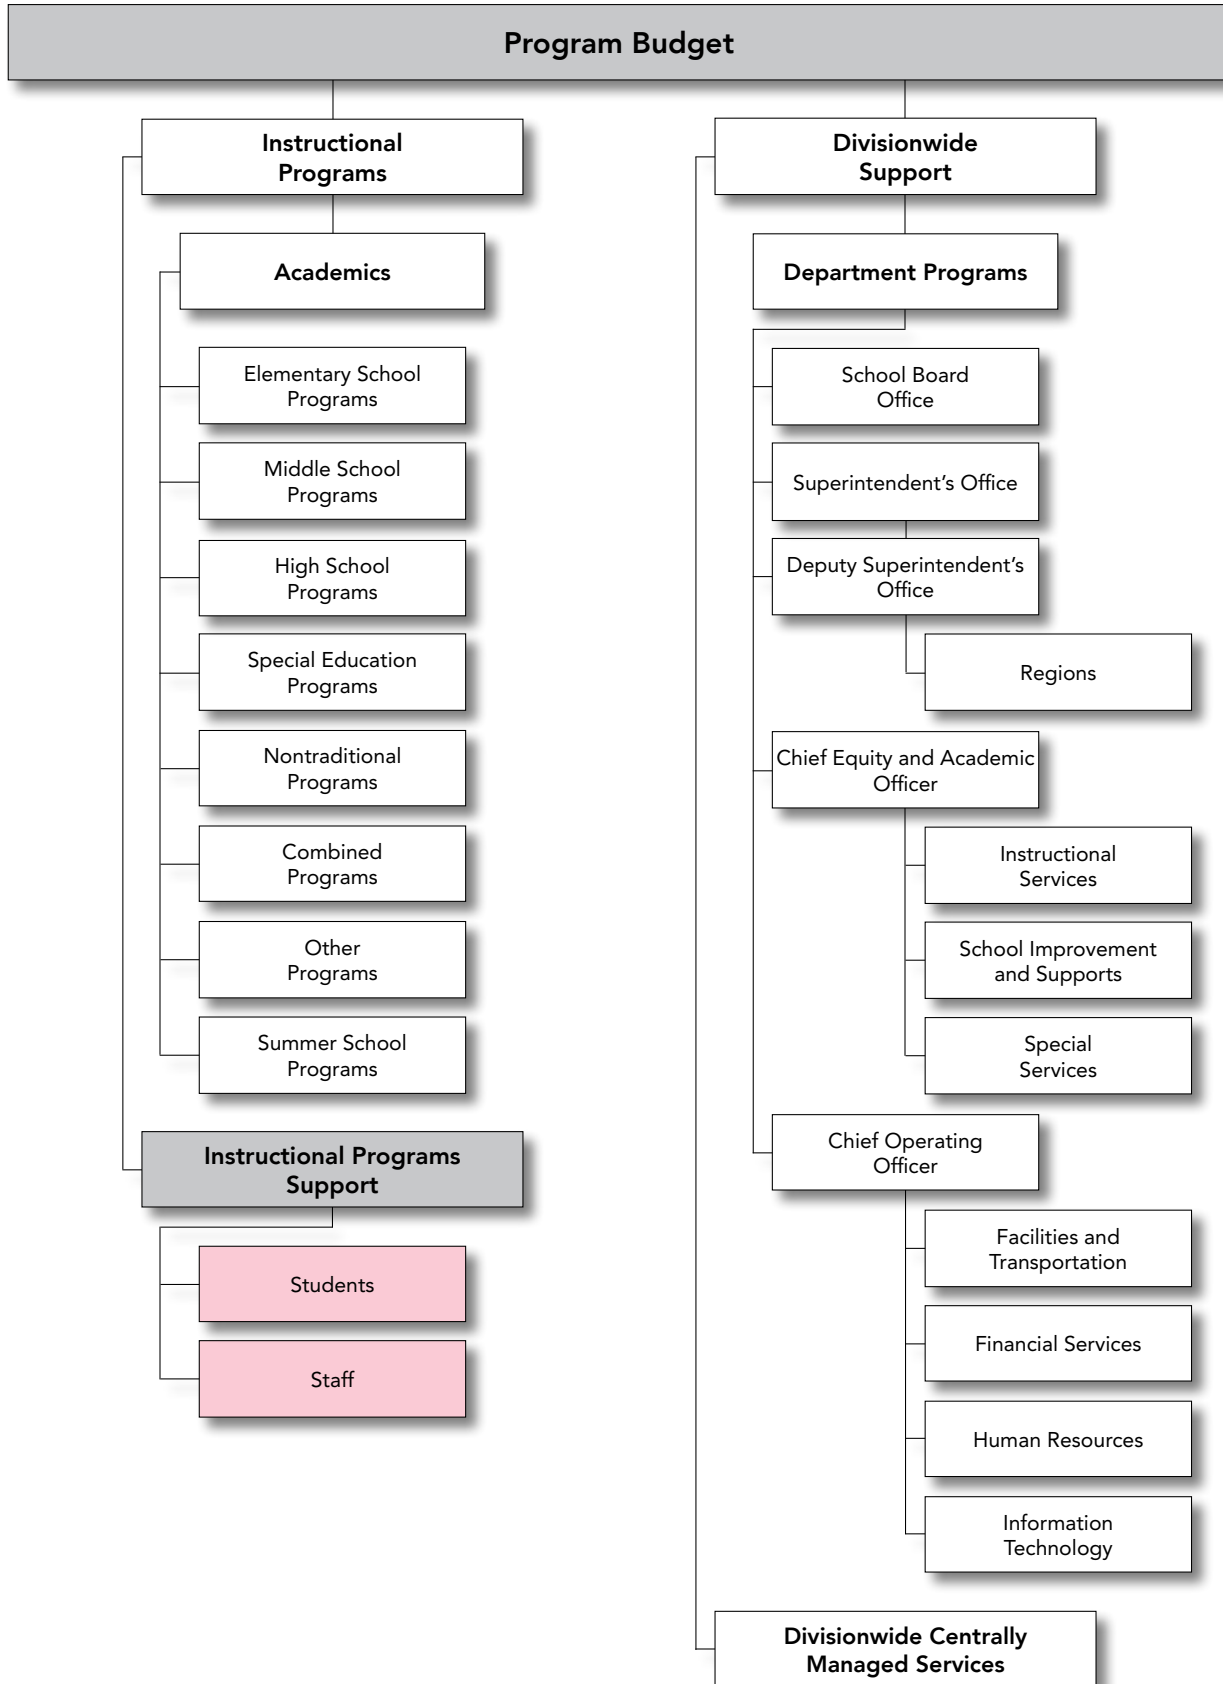 Program Budget
Instructional
Programs
Academics
Elementary School
Programs
Middle School
Programs
High School
Programs
Special Education
Programs
Nontraditional
Programs
Combined
Programs
Other
Programs
Summer School
Programs
Instructional Programs
Support
Students
Staff
Divisionwide
Support
Department Programs
School Board
Office
Superintendent’s Office
Deputy Superintendent’s
Office
Regions
Chief Equity and Academic
Officer
Instructional
Services
School Improvement
and Supports
Special
Services
Chief Operating
Officer
Facilities and
Transportation
Financial Services
Human Resources
Information
Technology
Divisionwide Centrally
Managed Services